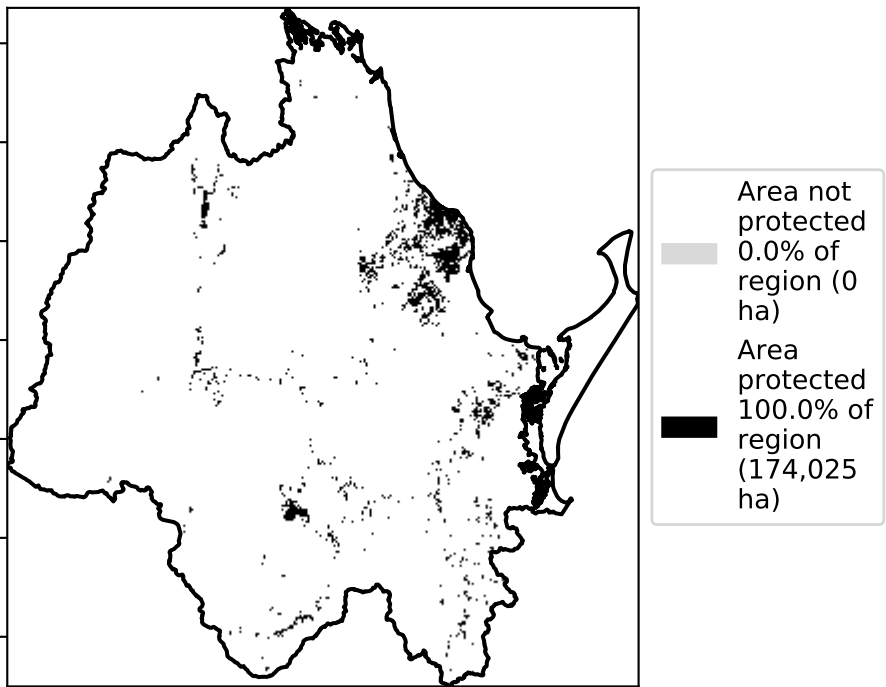 Area not
protected
0.0% of
region (0
ha)
Area
protected
100.0% of
region
(174,025
ha)